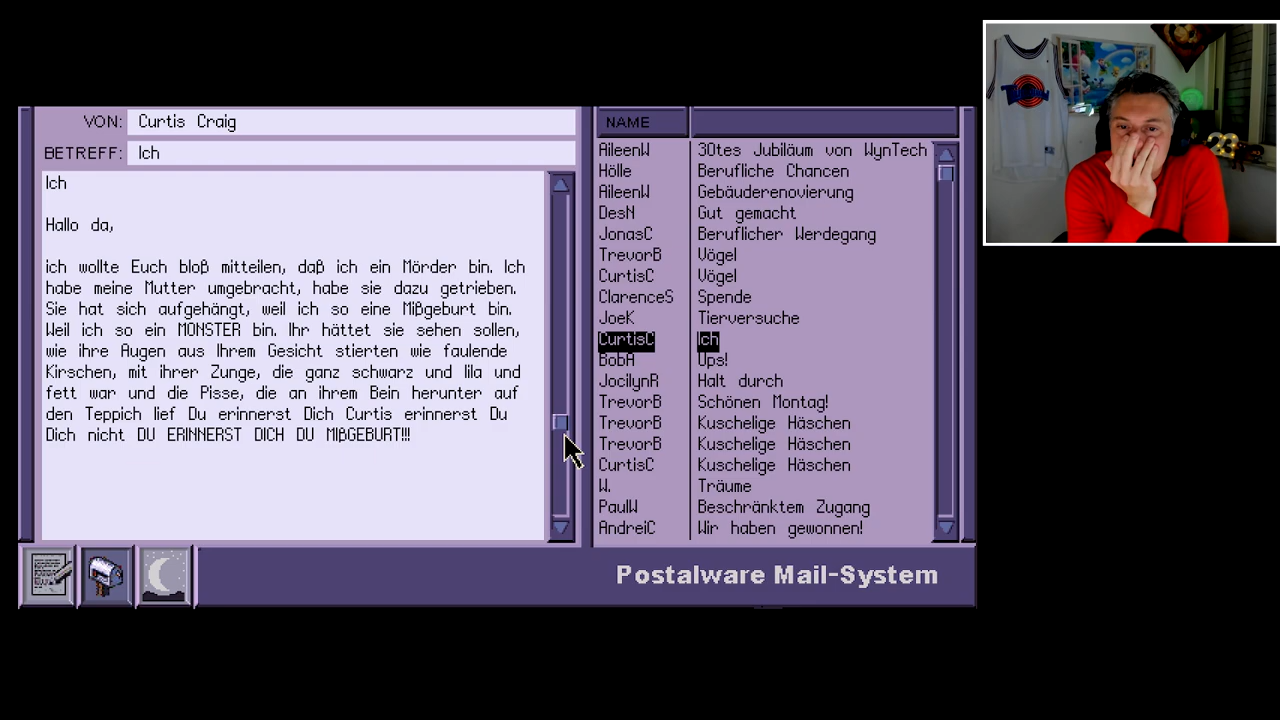 VON: Curtis Craig
BETREFF: Ich
Ich
Hallo da,
ich wollte Euch bloß mitteilen, daß ich ein Mörder bin. Ich
habe meine Mutter umgebracht, habe sie dazu getrieben.
Sie hat sich aufgehängt, weil ich so eine Mißgeburt bin.
Weil ich so ein MONSTER bin. Ihr hättet sie sehen sollen,
wie ihre Augen aus Ihrem Gesicht stierten wie faulende
Kirschen, mit ihrer Zunge, die ganz schwarz und lila und
fett war und die Pisse, die an ihrem Bein herunter auf
den Teppich lief Du erinnerst Dich Curtis erinnerst Du
Dich nicht DU ERINNERST DICH DU MIßGEBURT!!!
NAME
AileenW 30tes Jubiläum von WynTech
Hölle Berufliche Chancen
AileenW Gebäuderenovierung
DesN Gut gemacht
JonasC Beruflicher Werdegang
TrevorB Vögel
CurtisC Vögel
ClarenceS Spende
JoeK Tierversuche
CurtisC Ich
BobA Ups!
JocilynR Halt durch
TrevorB Schönen Montag!
TrevorB Kuschelige Häschen
TrevorB Kuschelige Häschen
CurtisC Kuschelige Häschen
W. Träume
PaulW Beschränktem Zugang
AndreiC Wir haben gewonnen!
Postalware Mail-System